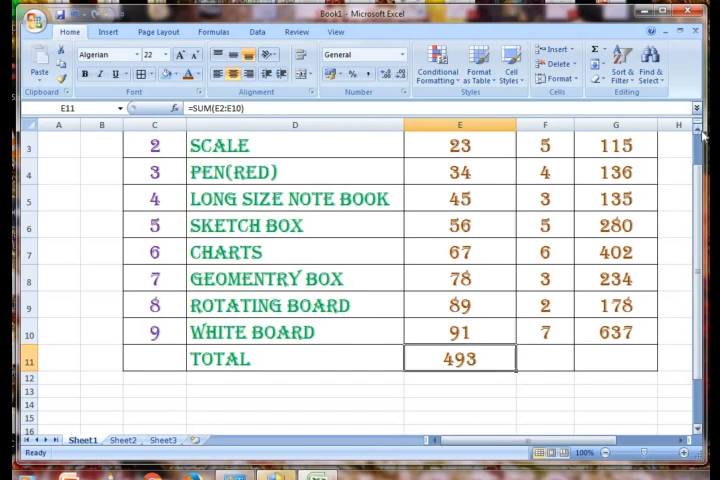 Book1 - Microsoft Excel
Home Insert Page Layout Formulas Data Review View
Algerian 22 A A General Σ Insert
Paste B I U A % , .0 .00 .00 .0 Conditional Formatting Format as Table Cell Styles Delete Format Sort & Filter Find & Select
Clipboard Font Alignment Number Styles Cells Editing
E11 fx =SUM(E2:E10)
A B C D E F G H
3 2 SCALE 23 5 115
4 3 PEN(RED) 34 4 136
5 4 LONG SIZE NOTE BOOK 45 3 135
6 5 SKETCH BOX 56 5 280
7 6 CHARTS 67 6 402
8 7 GEOMENTRY BOX 78 3 234
9 8 ROTATING BOARD 89 2 178
10 9 WHITE BOARD 91 7 637
11 TOTAL 493
12
13
14
15
16
Sheet1 Sheet2 Sheet3
Ready 100%